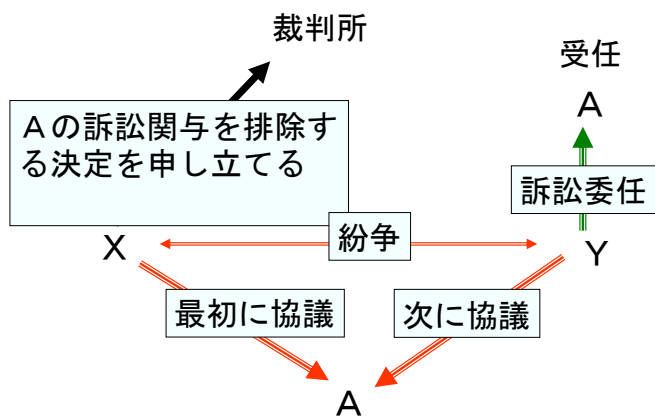 裁判所
受任
A
Aの訴訟関与を排除す
る決定を申し立てる
訴訟委任
紛争
X
Y
最初に協議
次に協議
A